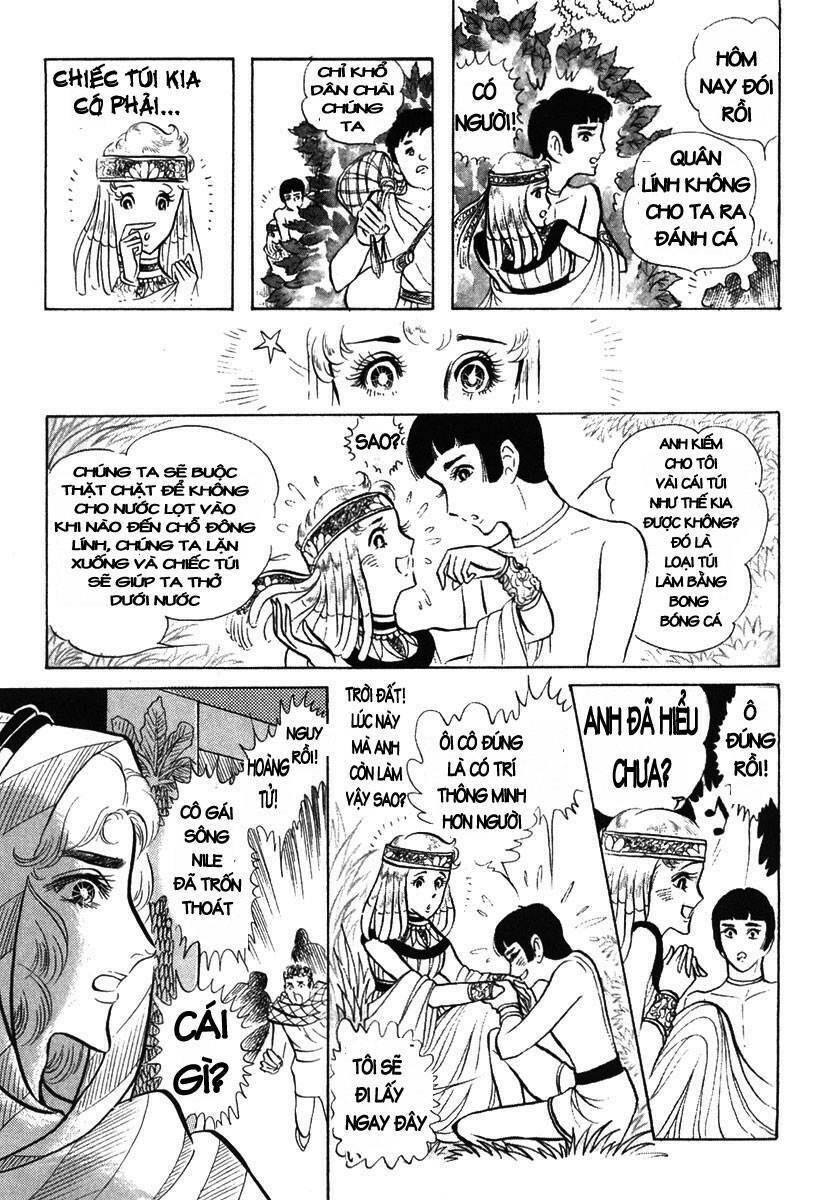 HÔM
NAY ĐÓI
RỒI
QUÂN
LÍNH KHÔNG
CHO TA RA
ĐÁNH CÁ
CÓ
NGƯỜI!
CHỈ KHỔ
DÂN CHÀI
CHÚNG
TA
CHIẾC TÚI KIA
CÓ PHẢI...
ANH KIẾM
CHO TÔI
VÀI CÁI TÚI
NHƯ THẾ KIA
ĐƯỢC KHÔNG?
ĐÓ LÀ
LOẠI TÚI
LÀM BẰNG
BONG
BÓNG CÁ
SAO?
CHÚNG TA SẼ BUỘC
THẬT CHẶT ĐỂ KHÔNG
CHO NƯỚC LỌT VÀO
KHI NÀO ĐẾN CHỖ ĐÔNG
LÍNH, CHÚNG TA LẶN
XUỐNG VÀ CHIẾC TÚI
SẼ GIÚP TA THỞ
DƯỚI NƯỚC
Ô
ĐÚNG
RỒI!
ANH ĐÃ HIỂU
CHƯA?
ÔI CÔ ĐÚNG
LÀ CÓ TRÍ
THÔNG MINH
HƠN NGƯỜI
TRỜI ĐẤT!
LÚC NÀY
MÀ ANH
CÒN LÀM
VẬY SAO?
TÔI SẼ
ĐI LẤY
NGAY ĐÂY
NGUY
RỒI!
HOÀNG
TỬ!
CÔ GÁI
SÔNG
NILE
ĐÃ TRỐN
THOÁT
CÁI
GÌ?